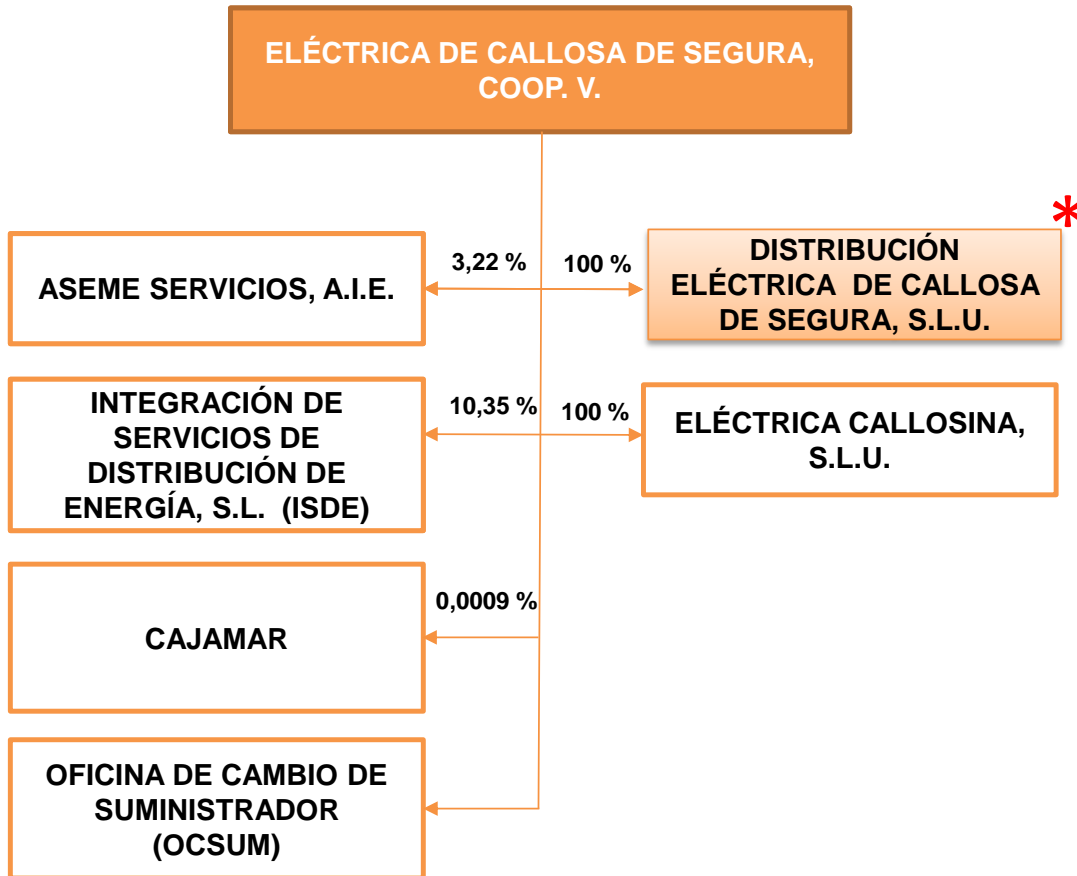 ELÉCTRICA DE CALLOSA DE SEGURA,
COOP. V.
*
ASEME SERVICIOS, A.I.E.
3,22 %
100 %
DISTRIBUCIÓN
ELÉCTRICA DE CALLOSA
DE SEGURA, S.L.U.
INTEGRACIÓN DE
SERVICIOS DE
DISTRIBUCIÓN DE
ENERGÍA, S.L. (ISDE)
10,35 %
100 %
ELÉCTRICA CALLOSINA,
S.L.U.
CAJAMAR
0,0009 %
OFICINA DE CAMBIO DE
SUMINISTRADOR
(OCSUM)